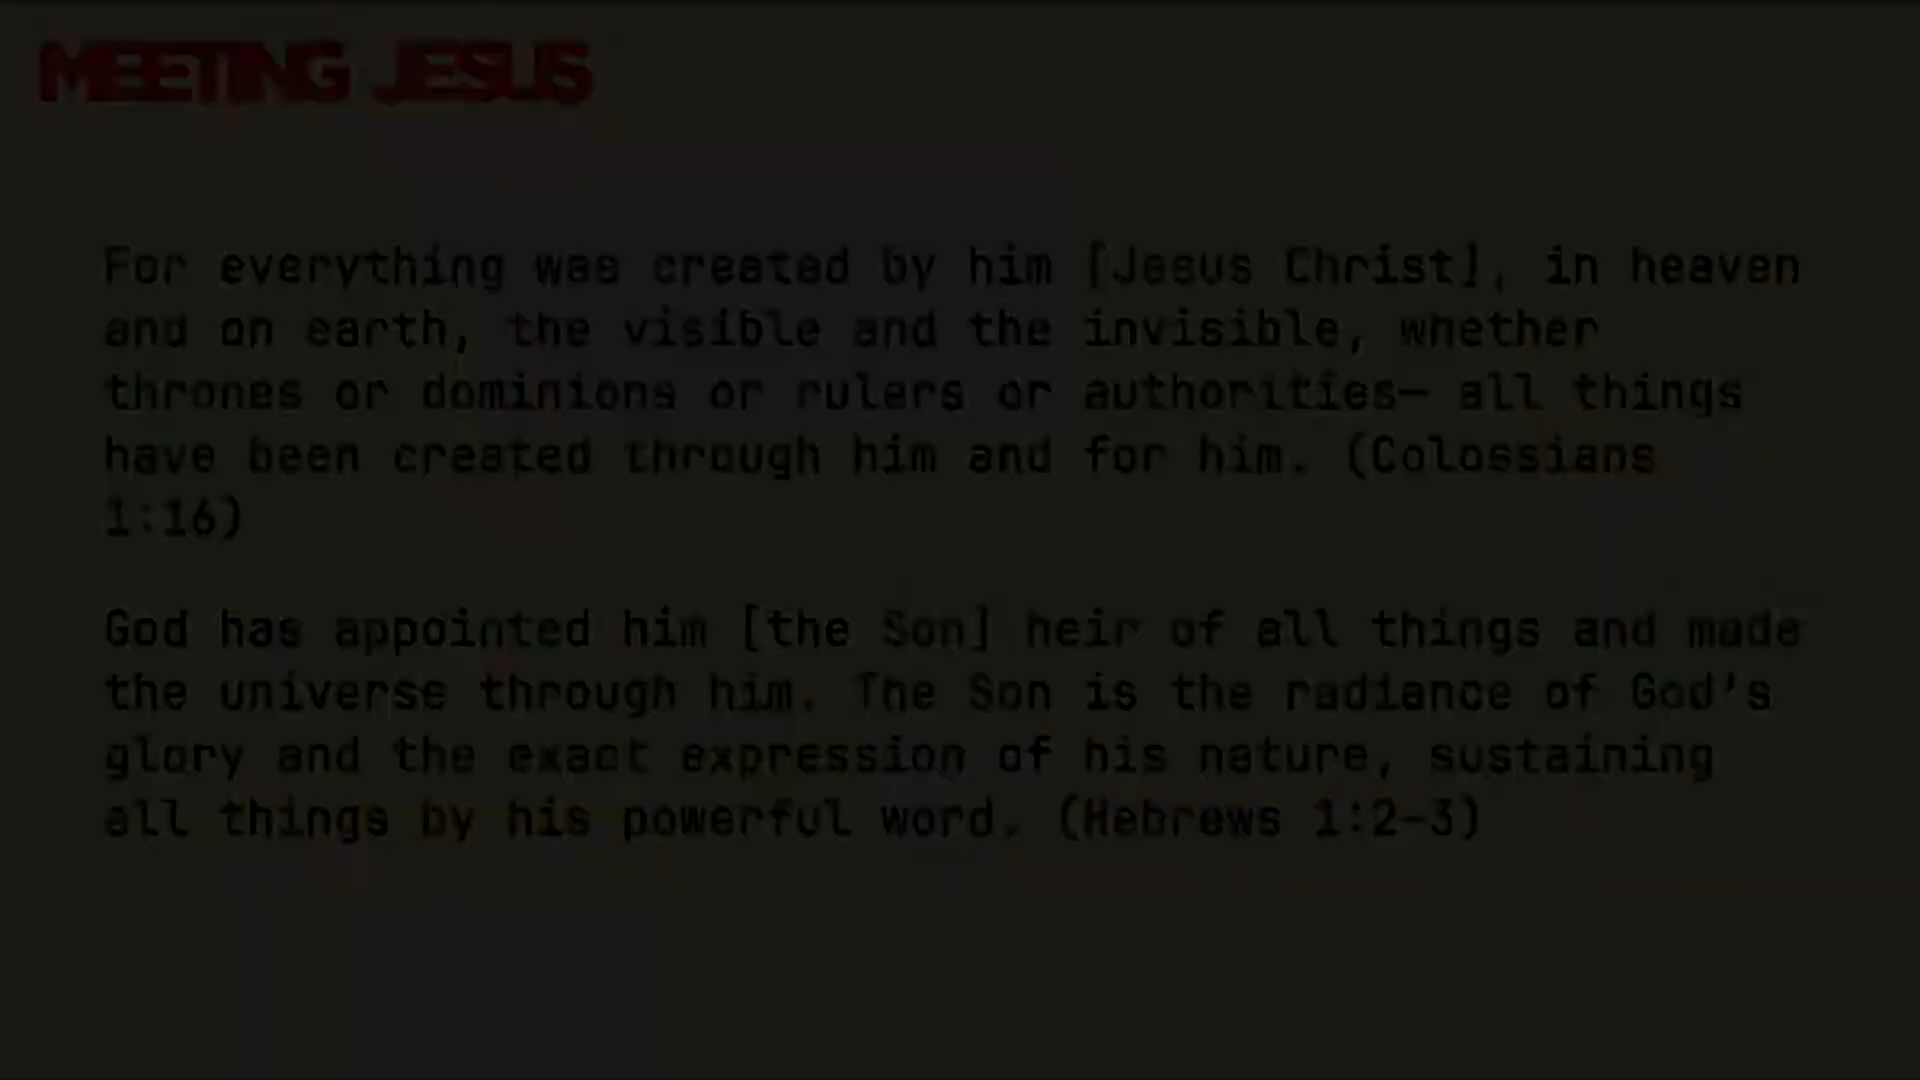 MEETING JESUS
For everything was created by him [Jesus Christ], in heaven
and on earth, the visible and the invisible, whether
thrones or dominions or rulers or authorities— all things
have been created through him and for him. (Colossians
1:16)
God has appointed him [the Son] heir of all things and made
the universe through him. The Son is the radiance of God's
glory and the exact expression of his nature, sustaining
all things by his powerful word. (Hebrews 1:2–3)